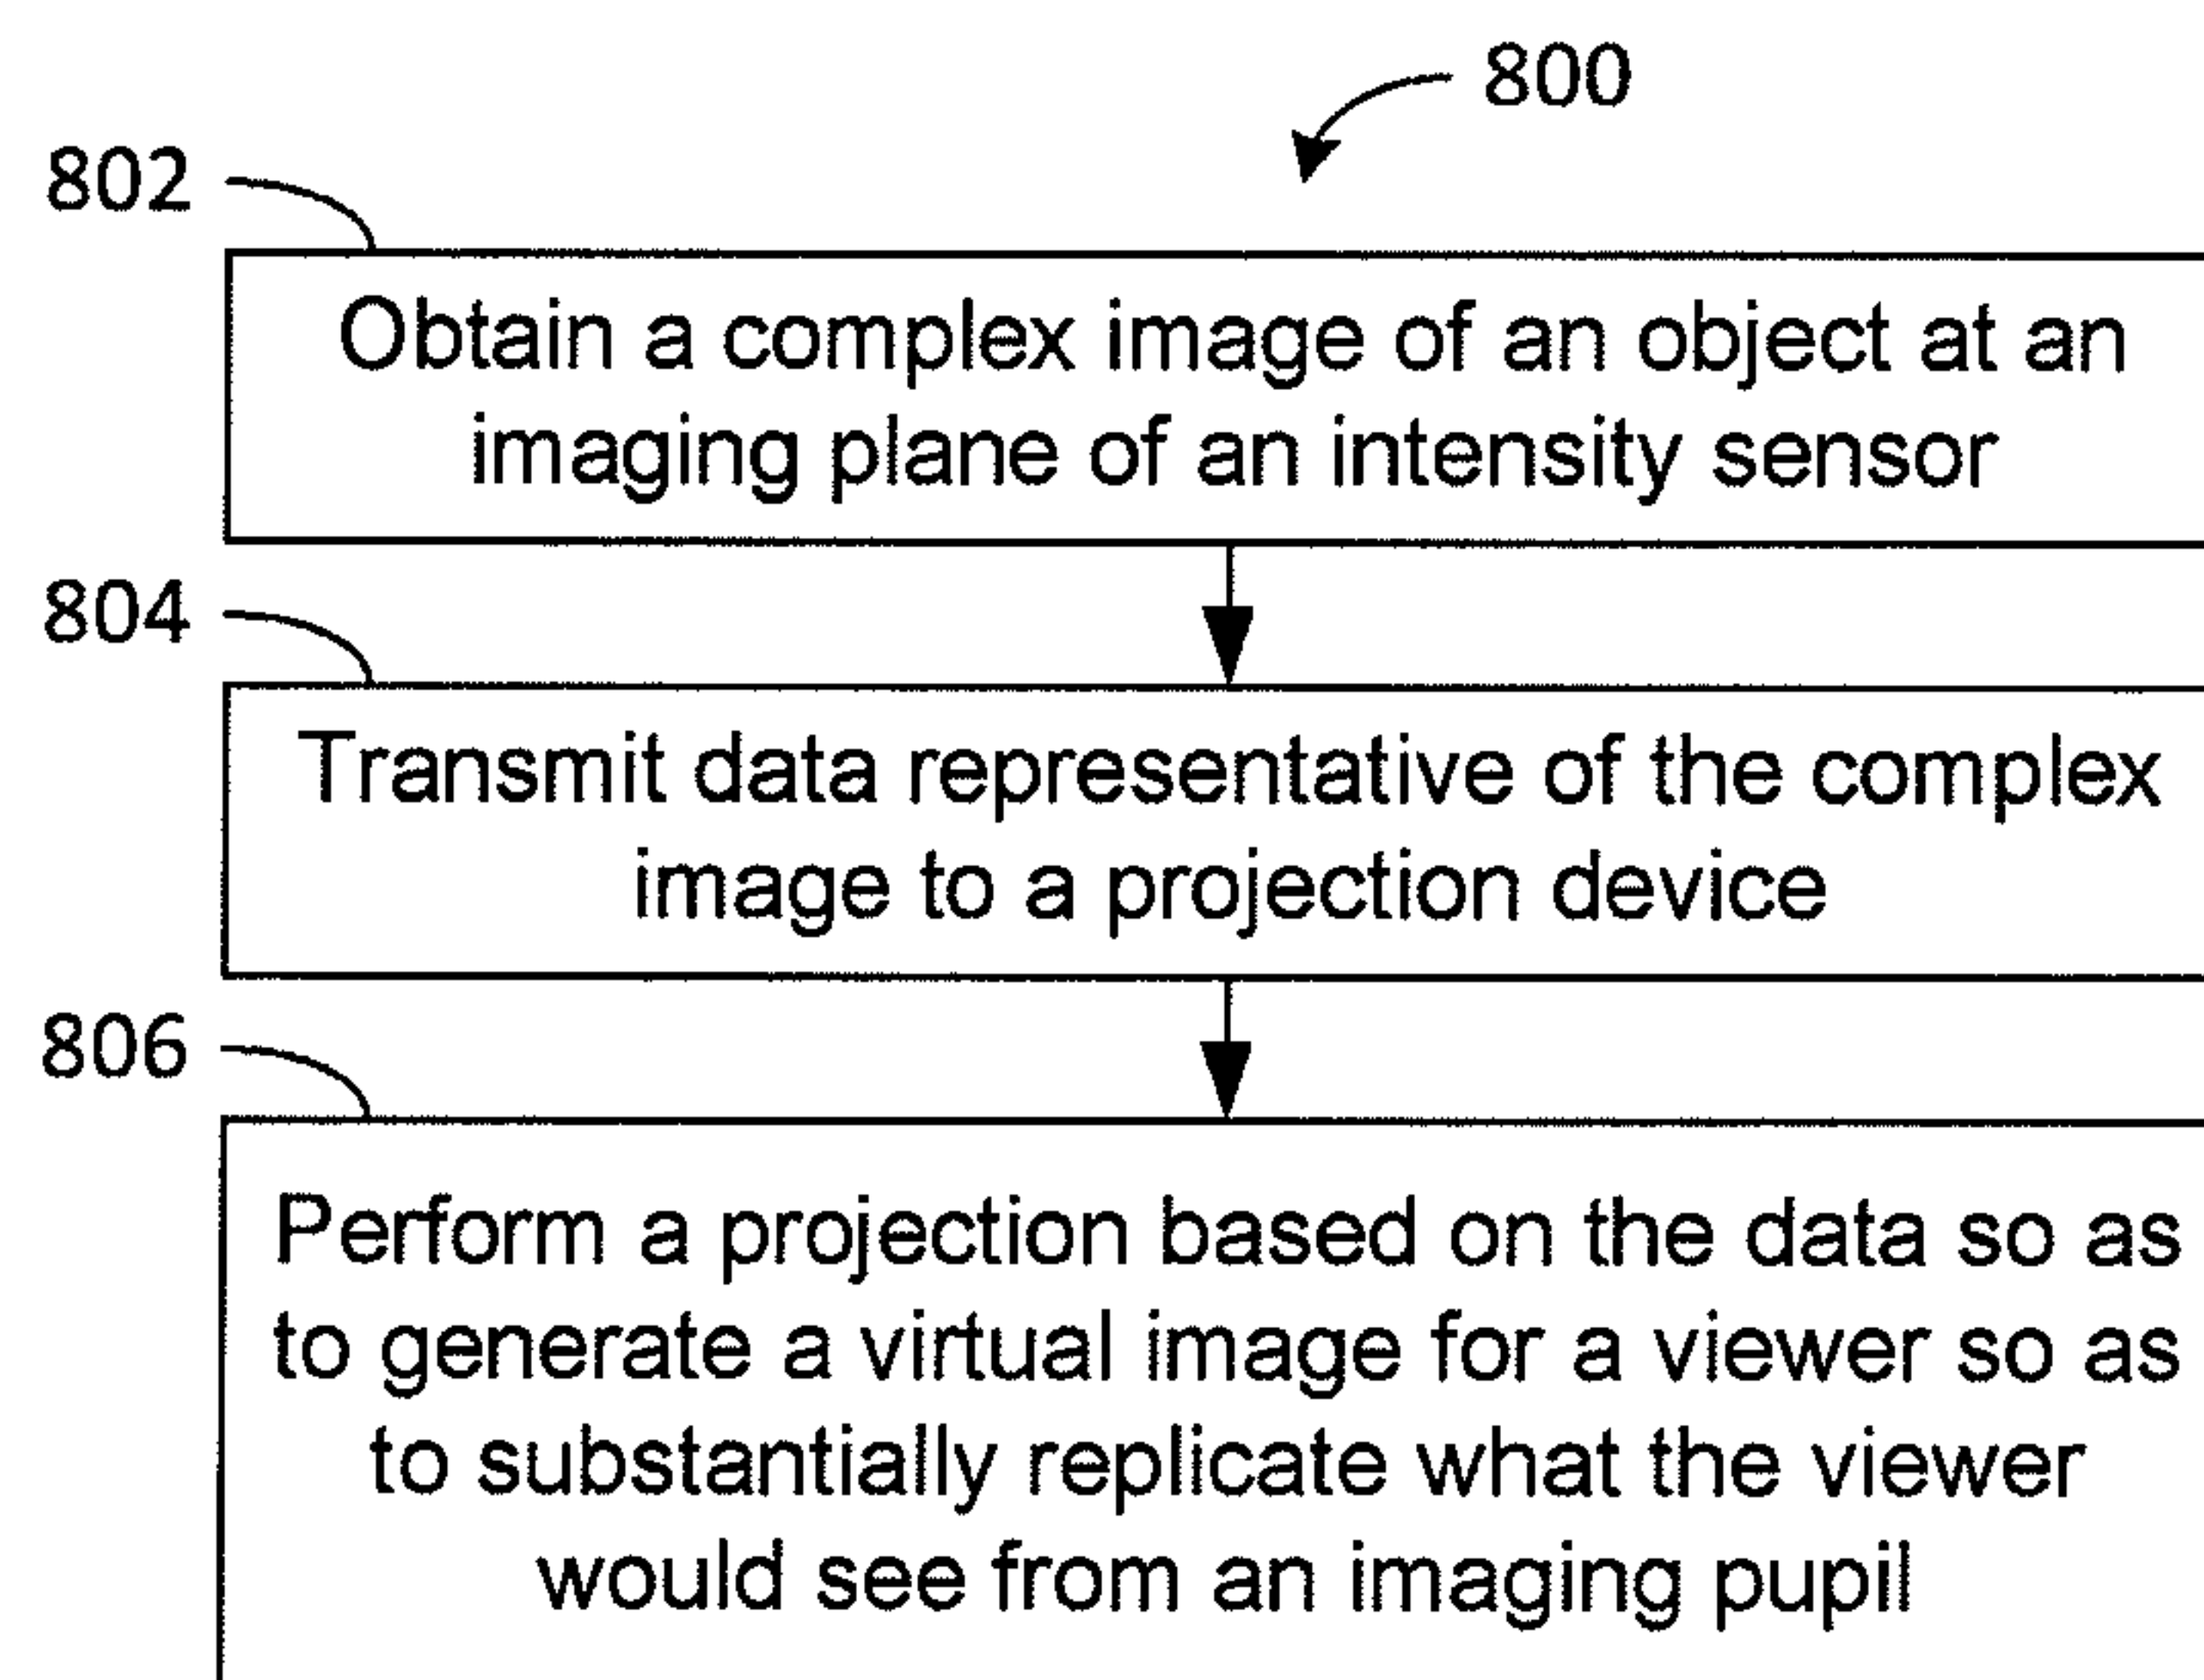 800
802
Obtain a complex image of an object at an
imaging plane of an intensity sensor
804
Transmit data representative of the complex
image to a projection device
806
Perform a projection based on the data so as
to generate a virtual image for a viewer so as
to substantially replicate what the viewer
would see from an imaging pupil